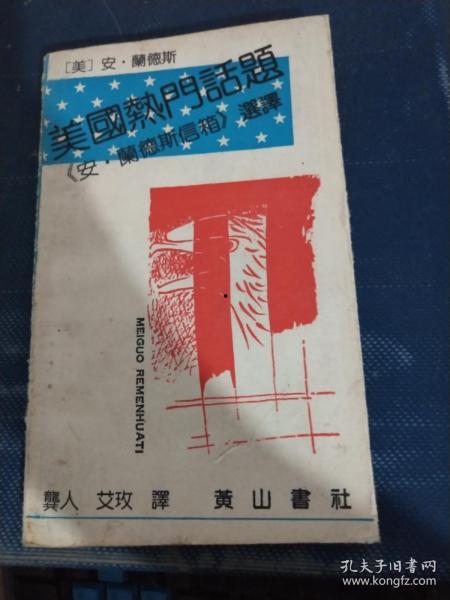 [美] 安·蘭德斯
美國熱門話題
《安·蘭德斯信箱》選譯
MEIGUO REMENHUATI
龔人 艾玫 譯 黃山書社
孔夫子旧书网
www.kongfz.com